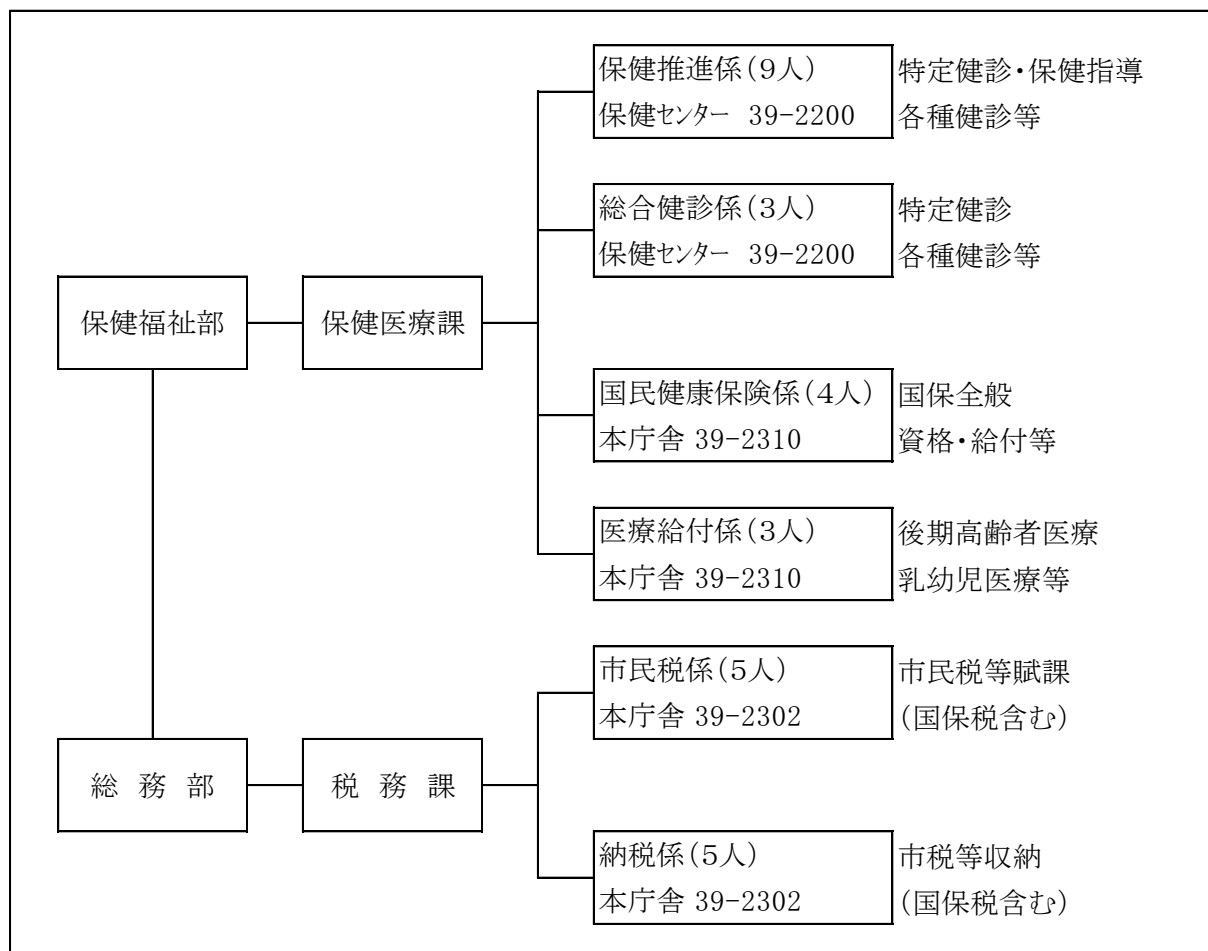 保健推進係(９人)
保健センター 39-2200
特定健診・保健指導
各種健診等
総合健診係(３人)
保健センター 39-2200
特定健診
各種健診等
保健福祉部
保健医療課
国民健康保険係(４人)
本庁舎 39-2310
国保全般
資格・給付等
医療給付係(３人)
本庁舎 39-2310
後期高齢者医療
乳幼児医療等
市民税係(５人)
本庁舎 39-2302
市民税等賦課
(国保税含む)
総 務 部
税 務 課
納税係(５人)
本庁舎 39-2302
市税等収納
(国保税含む)